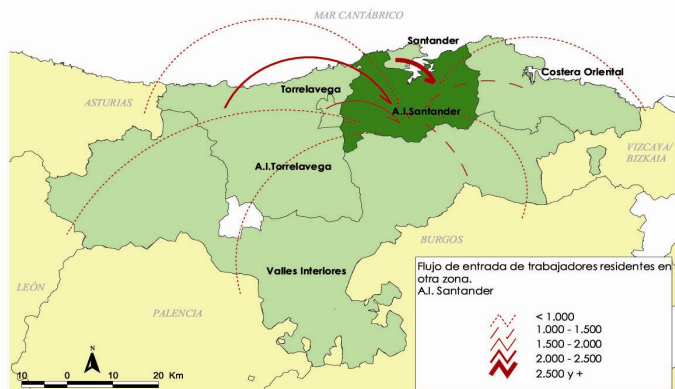 MAR CANTÁBRICO
Santander
Costera Oriental
Torrelavega
ASTURIAS
A.I.Santander
VIZCAYA/
BIZKAIA
A.I.Torrelavega
BURGOS
Valles Interiores
LEÓN
PALENCIA
Flujo de entrada de trabajadores residentes en
otra zona.
A.I. Santander
< 1.000
1.000 - 1.500
1.500 - 2.000
2.000 - 2.500
2.500 y +
N
10 0 10 20 Km